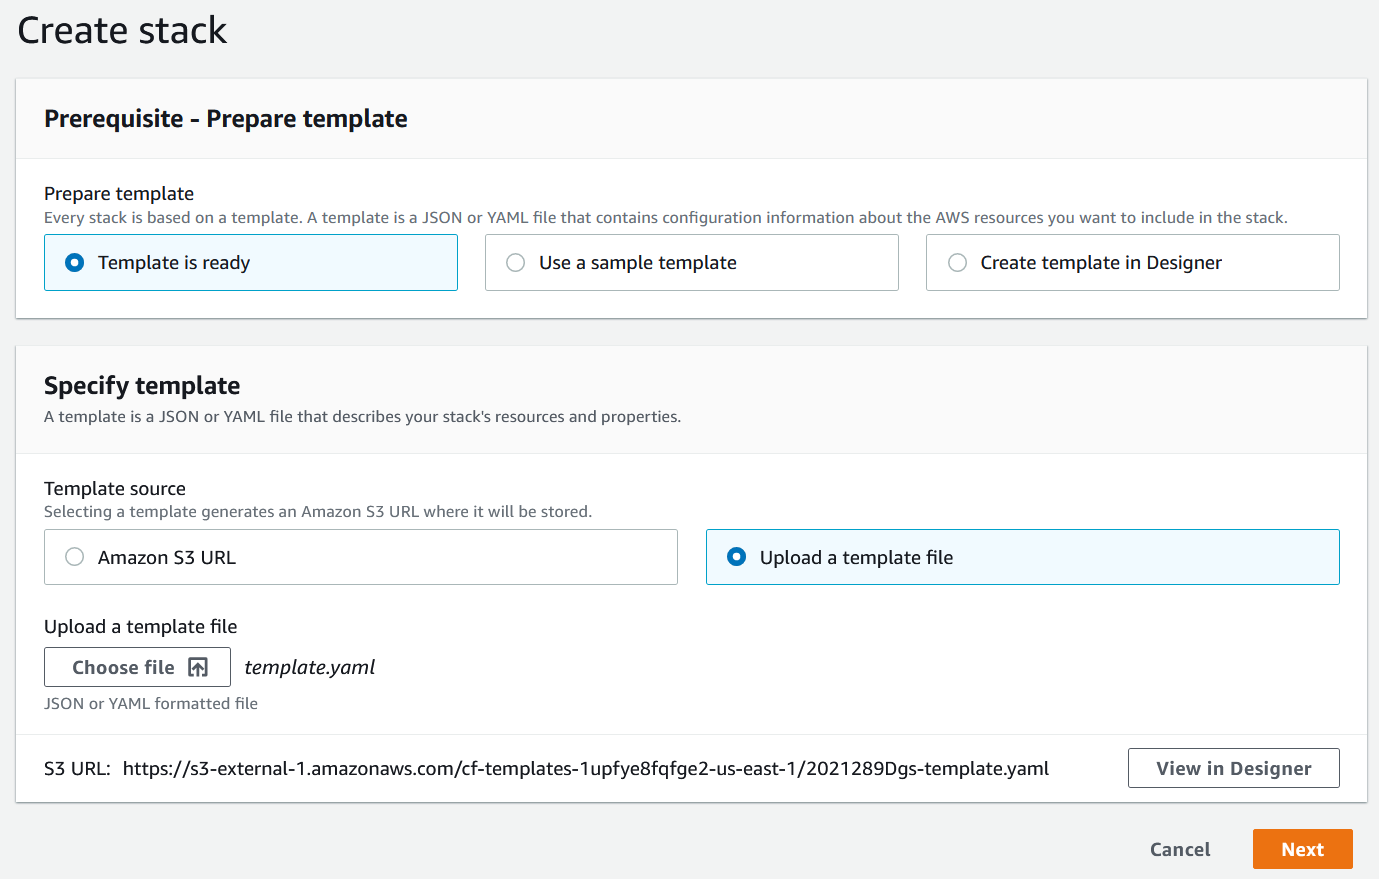 Create stack
Prerequisite - Prepare template
Prepare template
Every stack is based on a template. A template is a JSON or YAML file that contains configuration information about the AWS resources you want to include in the stack.
Template is ready
Use a sample template
Create template in Designer
Specify template
A template is a JSON or YAML file that describes your stack's resources and properties.
Template source
Selecting a template generates an Amazon S3 URL where it will be stored.
Amazon S3 URL
Upload a template file
Upload a template file
Choose file
template.yaml
JSON or YAML formatted file
S3 URL: https://s3-external-1.amazonaws.com/cf-templates-1upfye8fqfge2-us-east-1/2021289Dgs-template.yaml
View in Designer
Cancel
Next